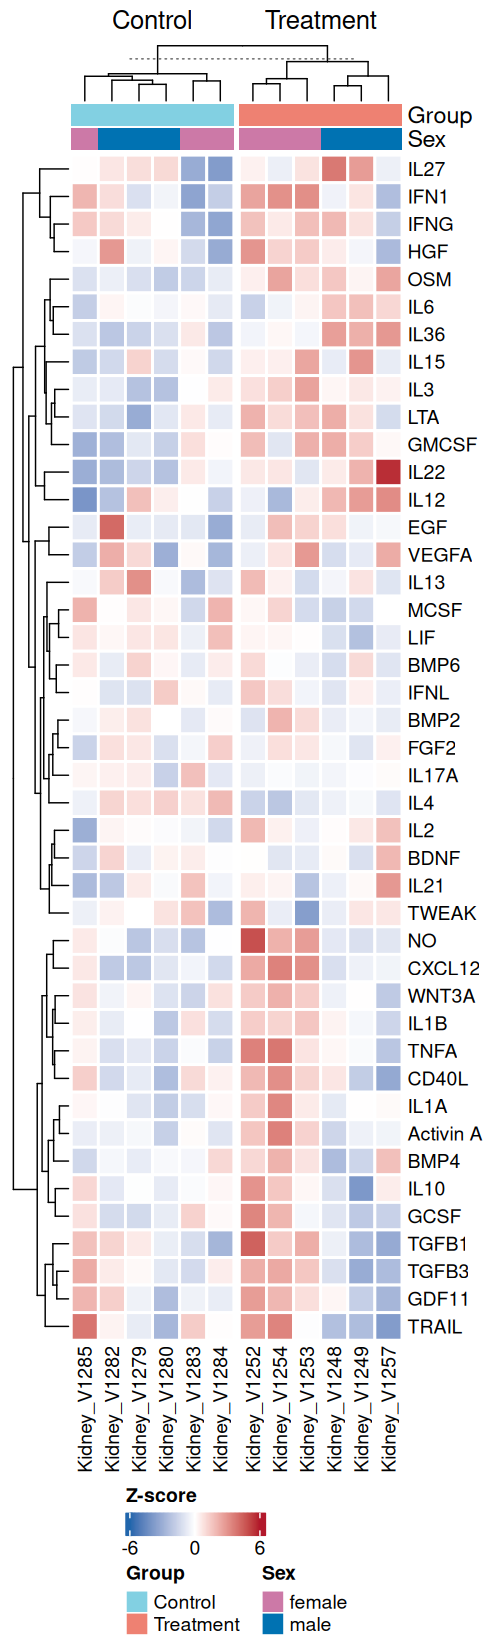 Control Treatment
Group
Sex
IL27
IFN1
IFNG
HGF
OSM
IL6
IL36
IL15
IL3
LTA
GMCSF
IL22
IL12
EGF
VEGFA
IL13
MCSF
LIF
BMP6
IFNL
BMP2
FGF2
IL17A
IL4
IL2
BDNF
IL21
TWEAK
NO
CXCL12
WNT3A
IL1B
TNFA
CD40L
IL1A
Activin A
BMP4
IL10
GCSF
TGFB1
TGFB3
GDF11
TRAIL
Kidney_V1285
Kidney_V1282
Kidney_V1279
Kidney_V1280
Kidney_V1283
Kidney_V1284
Kidney_V1252
Kidney_V1254
Kidney_V1253
Kidney_V1248
Kidney_V1249
Kidney_V1257
Z-score
-6 0 6
Group Sex
Control female
Treatment male